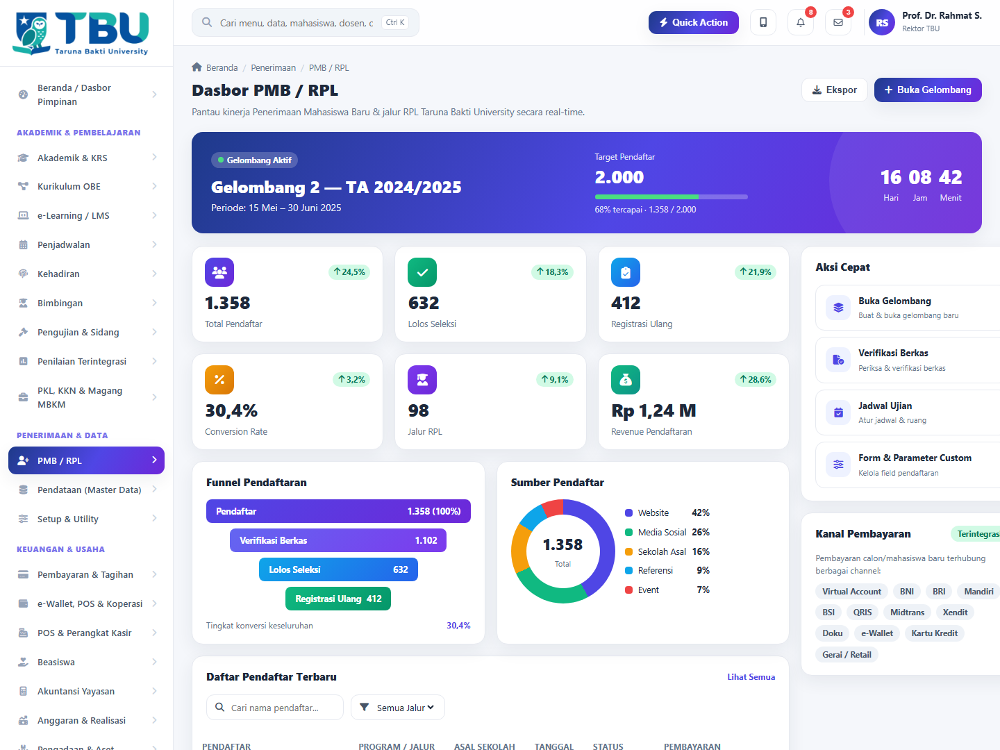 TBU
Taruna Bakti University
Cari menu, data, mahasiswa, dosen, c
Ctrl K
Quick Action
8
3
RS
Prof. Dr. Rahmat S.
Rektor TBU
Beranda / Dasbor
Pimpinan
AKADEMIK & PEMBELAJARAN
Akademik & KRS
Kurikulum OBE
e-Learning / LMS
Penjadwalan
Kehadiran
Bimbingan
Pengujian & Sidang
Penilaian Terintegrasi
PKL, KKN & Magang
MBKM
PENERIMAAN & DATA
PMB / RPL
Pendataan (Master Data)
Setup & Utility
KEUANGAN & USAHA
Pembayaran & Tagihan
e-Wallet, POS & Koperasi
POS & Perangkat Kasir
Beasiswa
Akuntansi Yayasan
Anggaran & Realisasi
Pengadaan & Aset
Beranda / Penerimaan / PMB / RPL
Dasbor PMB / RPL
Pantau kinerja Penerimaan Mahasiswa Baru & jalur RPL Taruna Bakti University secara real-time.
Ekspor
Buka Gelombang
Gelombang Aktif
Gelombang 2 — TA 2024/2025
Periode: 15 Mei – 30 Juni 2025
Target Pendaftar
2.000
68% tercapai · 1.358 / 2.000
16 08 42
Hari Jam Menit
24,5%
1.358
Total Pendaftar
18,3%
632
Lolos Seleksi
21,9%
412
Registrasi Ulang
3,2%
30,4%
Conversion Rate
9,1%
98
Jalur RPL
28,6%
Rp 1,24 M
Revenue Pendaftaran
Funnel Pendaftaran
Pendaftar 1.358 (100%)
Verifikasi Berkas 1.102
Lolos Seleksi 632
Registrasi Ulang 412
Tingkat konversi keseluruhan 30,4%
Sumber Pendaftar
1.358
Total
Website 42%
Media Sosial 26%
Sekolah Asal 16%
Referensi 9%
Event 7%
Aksi Cepat
Buka Gelombang
Buat & buka gelombang baru
Verifikasi Berkas
Periksa & verifikasi berkas
Jadwal Ujian
Atur jadwal & ruang
Form & Parameter Custom
Kelola field pendaftaran
Kanal Pembayaran
Terintegras
Pembayaran calon/mahasiswa baru terhubung
berbagai channel:
Virtual Account BNI BRI Mandiri
BSI QRIS Midtrans Xendit
Doku e-Wallet Kartu Kredit
Gerai / Retail
Daftar Pendaftar Terbaru
Lihat Semua
Cari nama pendaftar...
Semua Jalur
PENDAFTAR PROGRAM / JALUR ASAL SEKOLAH TANGGAL STATUS PEMBAYARAN